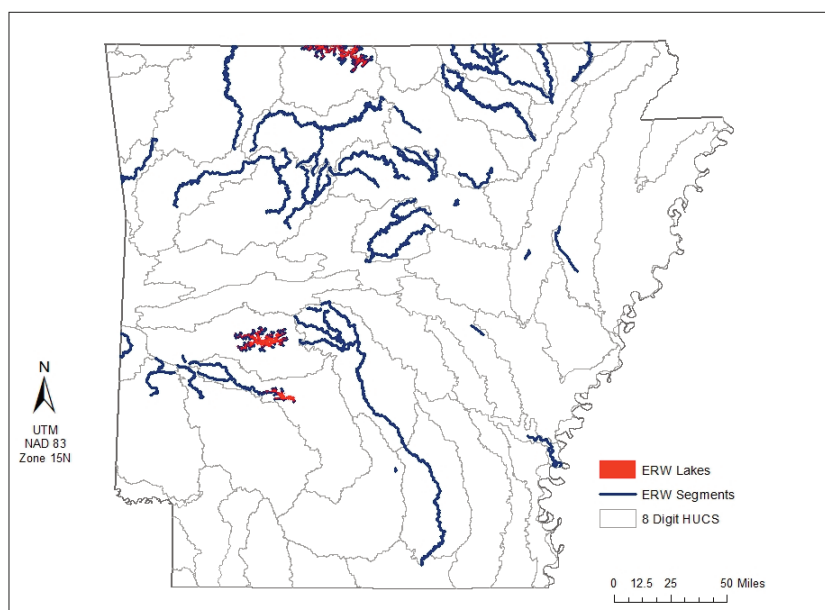 N
UTM
NAD 83
Zone 15N
ERW Lakes
ERW Segments
8 Digit HUCS
0 12.5 25 50 Miles